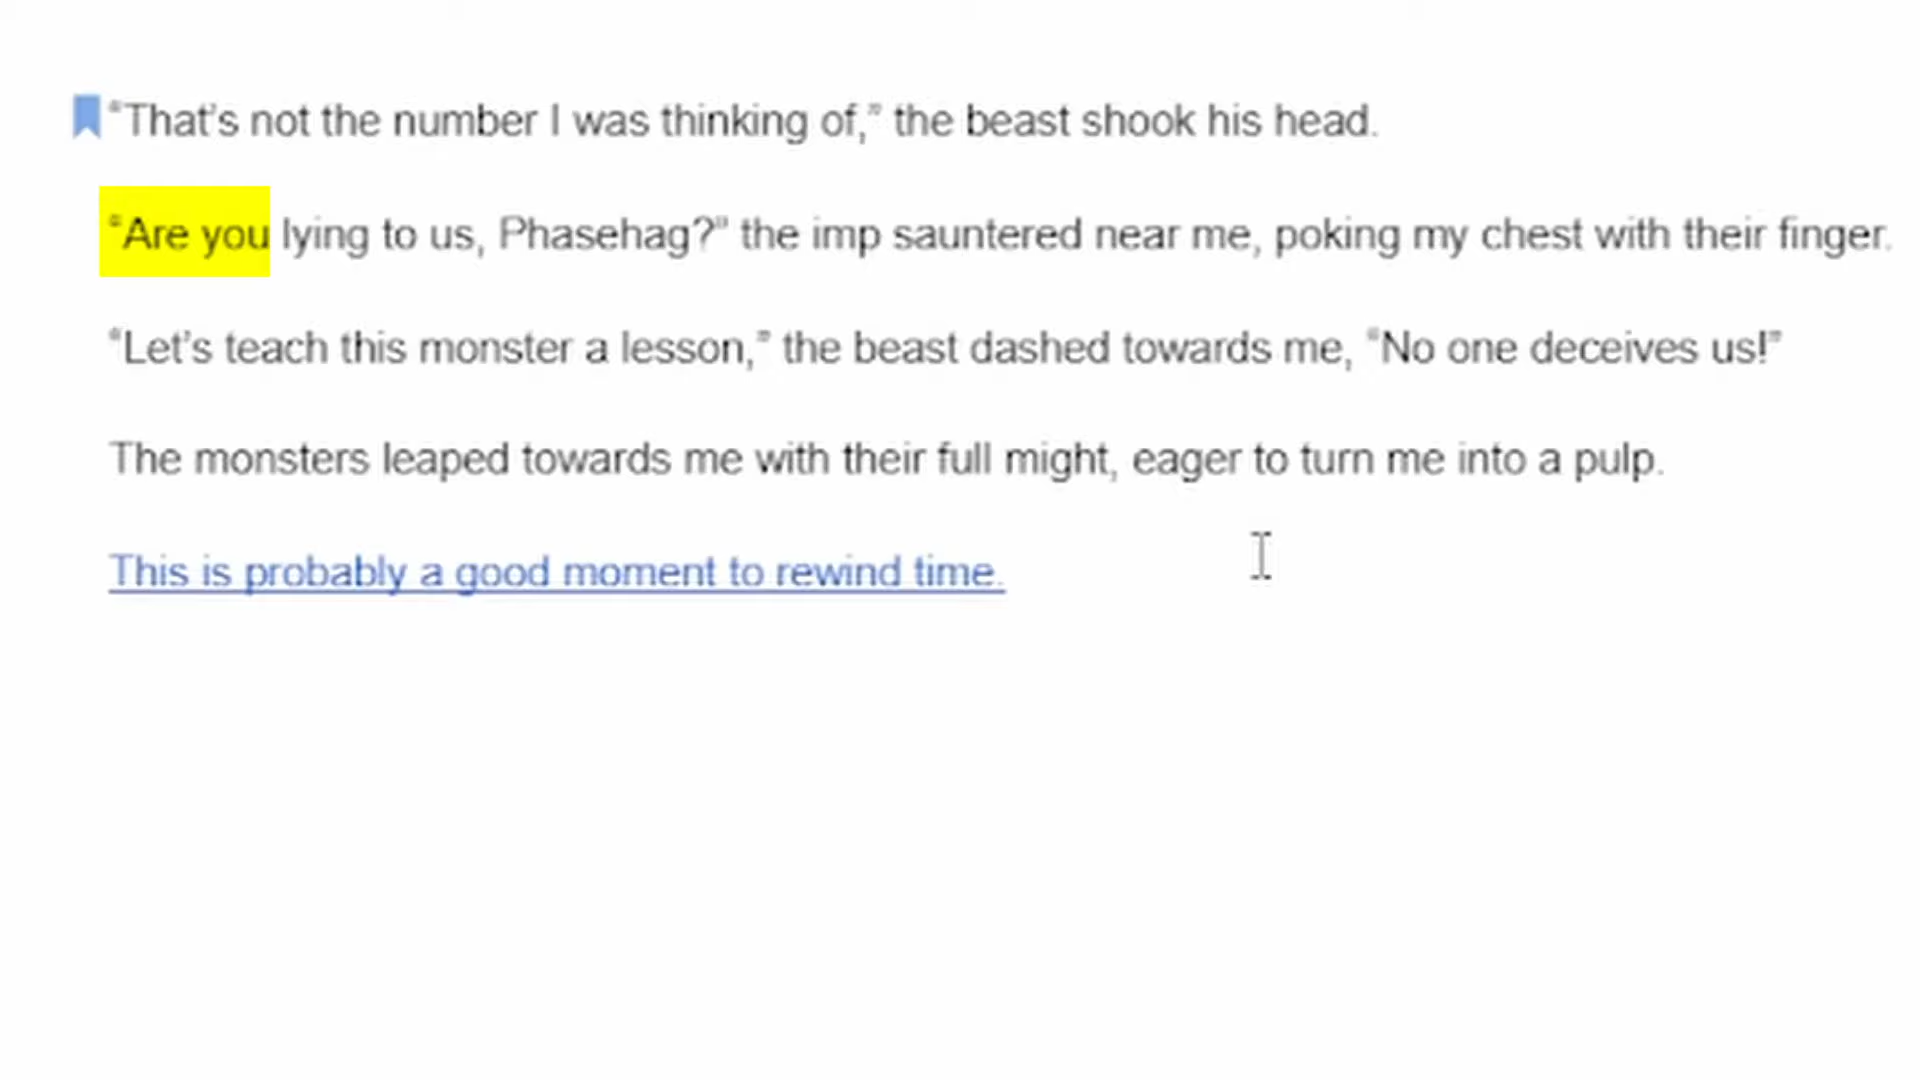 “That’s not the number I was thinking of,” the beast shook his head.
“Are you lying to us, Phasehag?” the imp sauntered near me, poking my chest with their finger.
“Let’s teach this monster a lesson,” the beast dashed towards me, “No one deceives us!”
The monsters leaped towards me with their full might, eager to turn me into a pulp.
This is probably a good moment to rewind time.